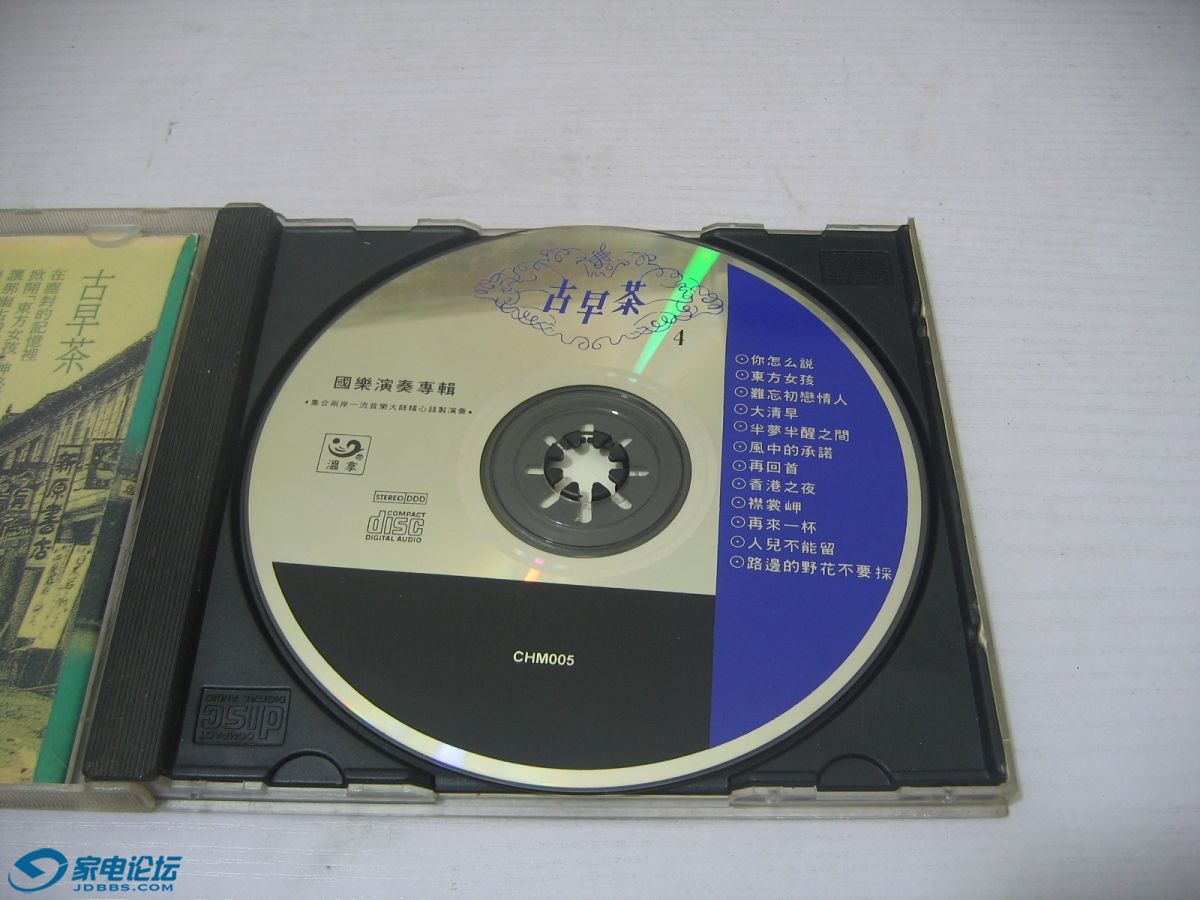 古早茶
在塵封的記憶裡
掀開「東方女孩
古早茶
4
國樂演奏專輯
•集合兩岸一流音樂大師精心錄製演奏•
溫拿
STEREO DDD
COMPACT
disc
DIGITAL AUDIO
CHM005
⊙你怎么説
⊙東方女孩
⊙難忘初戀情人
⊙大清早
⊙半夢半醒之間
⊙風中的承諾
⊙再回首
⊙香港之夜
⊙襟裳岬
⊙再來一杯
⊙人兒不能留
⊙路邊的野花不要採
COMPACT
disc
DIGITAL AUDIO
家电论坛
JDBBS.COM